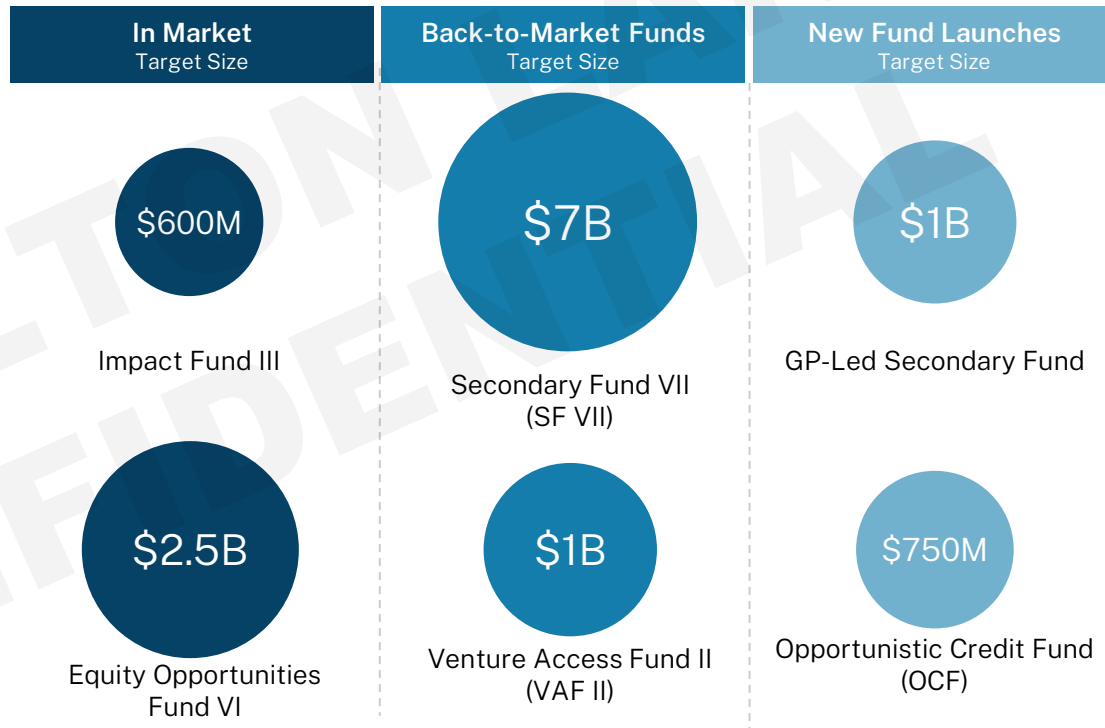 In Market
Target Size
Back-to-Market Funds
Target Size
New Fund Launches
Target Size
$600M
Impact Fund III
$2.5B
Equity Opportunities
Fund VI
$7B
Secondary Fund VII
(SF VII)
$1B
Venture Access Fund II
(VAF II)
$1B
GP-Led Secondary Fund
$750M
Opportunistic Credit Fund
(OCF)